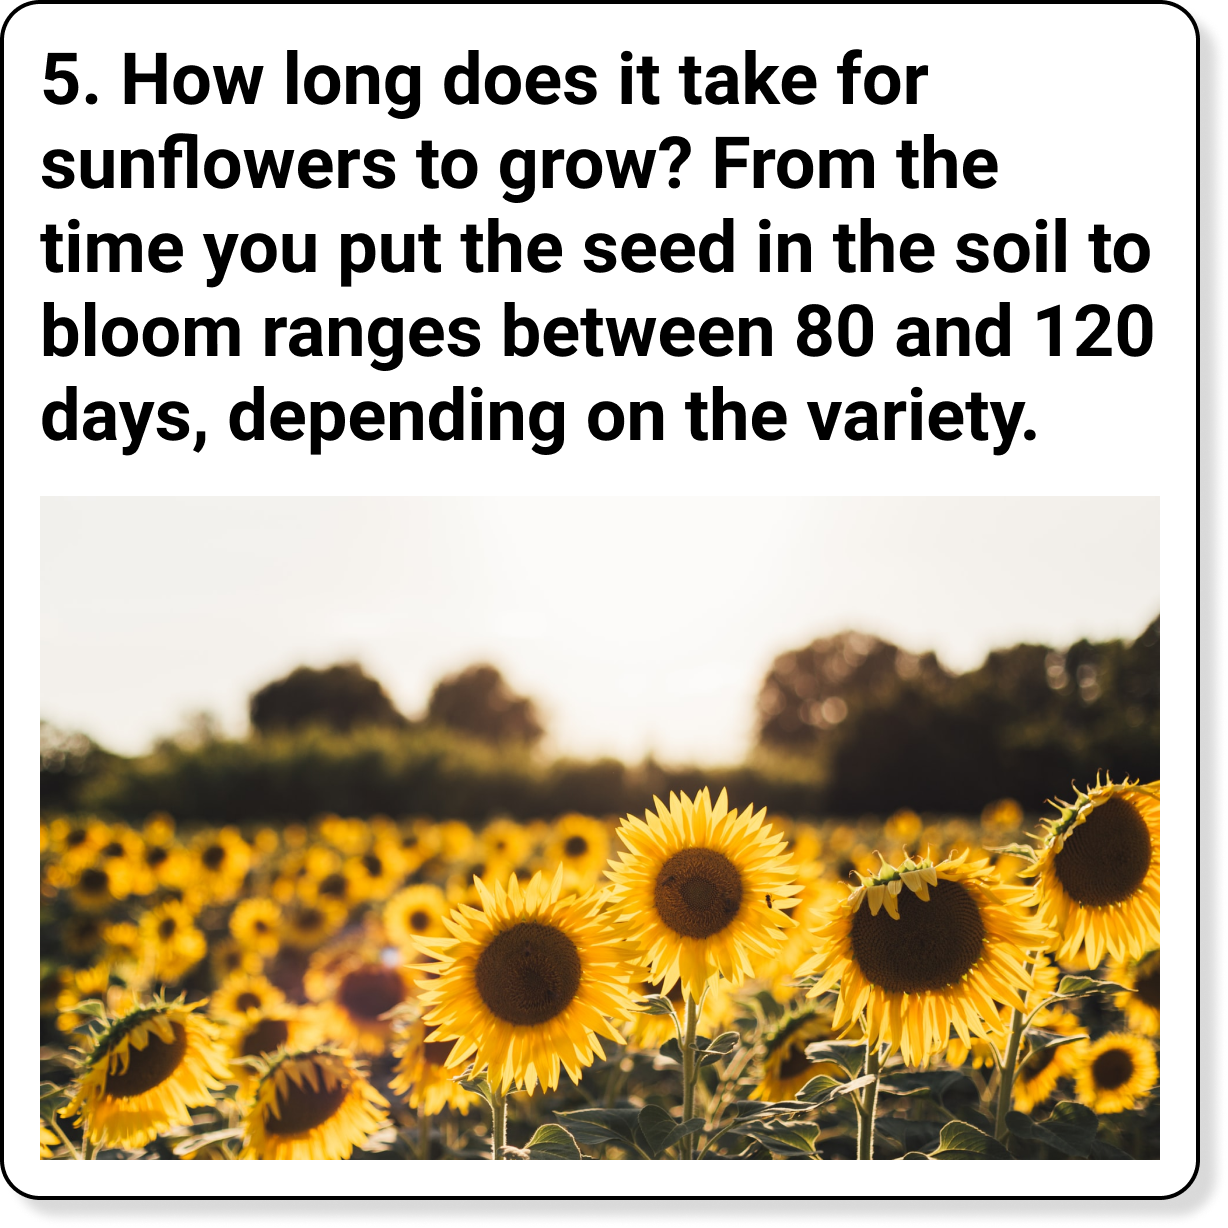 5. How long does it take for
sunflowers to grow? From the
time you put the seed in the soil to
bloom ranges between 80 and 120
days, depending on the variety.